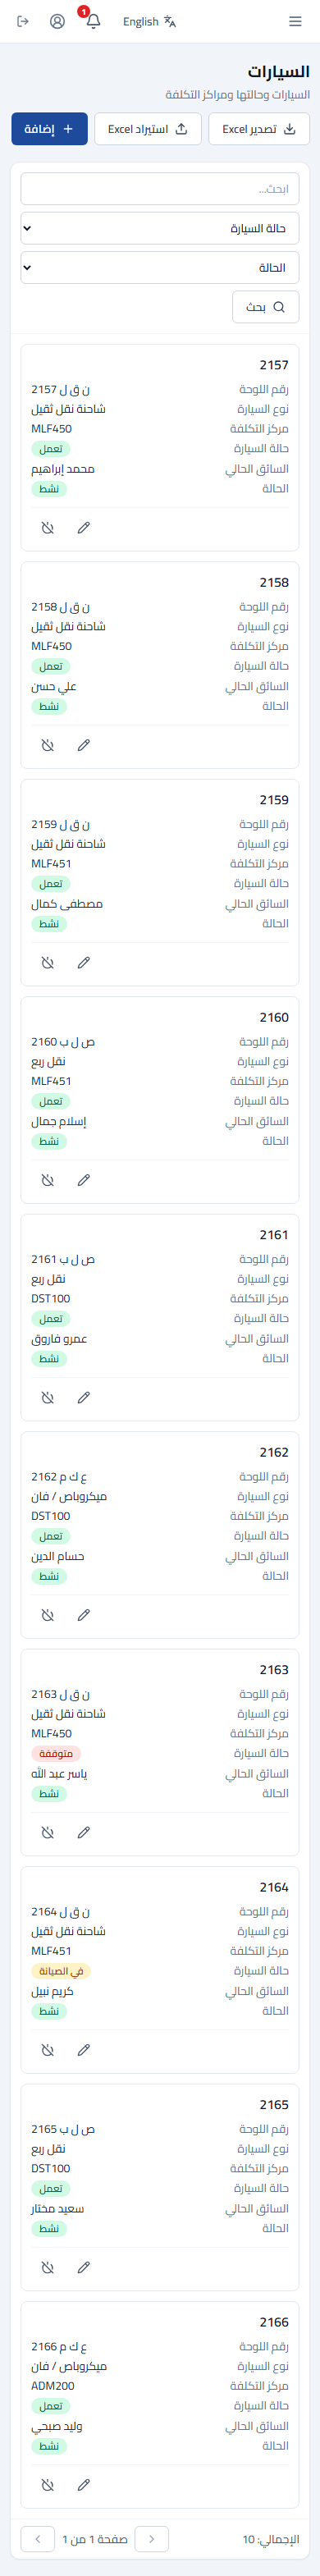 1
English
السيارات
السيارات وحالتها ومراكز التكلفة
تصدير Excel
استيراد Excel
إضافة
ابحث...
حالة السيارة
الحالة
بحث
2157
رقم اللوحة ن ق ل 2157
نوع السيارة شاحنة نقل ثقيل
مركز التكلفة MLF450
حالة السيارة تعمل
السائق الحالي محمد إبراهيم
الحالة نشط
2158
رقم اللوحة ن ق ل 2158
نوع السيارة شاحنة نقل ثقيل
مركز التكلفة MLF450
حالة السيارة تعمل
السائق الحالي علي حسن
الحالة نشط
2159
رقم اللوحة ن ق ل 2159
نوع السيارة شاحنة نقل ثقيل
مركز التكلفة MLF451
حالة السيارة تعمل
السائق الحالي مصطفى كمال
الحالة نشط
2160
رقم اللوحة ص ل ب 2160
نوع السيارة نقل ربع
مركز التكلفة MLF451
حالة السيارة تعمل
السائق الحالي إسلام جمال
الحالة نشط
2161
رقم اللوحة ص ل ب 2161
نوع السيارة نقل ربع
مركز التكلفة DST100
حالة السيارة تعمل
السائق الحالي عمرو فاروق
الحالة نشط
2162
رقم اللوحة ع ك م 2162
نوع السيارة ميكروباص / فان
مركز التكلفة DST100
حالة السيارة تعمل
السائق الحالي حسام الدين
الحالة نشط
2163
رقم اللوحة ن ق ل 2163
نوع السيارة شاحنة نقل ثقيل
مركز التكلفة MLF450
حالة السيارة متوقفة
السائق الحالي ياسر عبد الله
الحالة نشط
2164
رقم اللوحة ن ق ل 2164
نوع السيارة شاحنة نقل ثقيل
مركز التكلفة MLF451
حالة السيارة في الصيانة
السائق الحالي كريم نبيل
الحالة نشط
2165
رقم اللوحة ص ل ب 2165
نوع السيارة نقل ربع
مركز التكلفة DST100
حالة السيارة تعمل
السائق الحالي سعيد مختار
الحالة نشط
2166
رقم اللوحة ع ك م 2166
نوع السيارة ميكروباص / فان
مركز التكلفة ADM200
حالة السيارة تعمل
السائق الحالي وليد صبحي
الحالة نشط
الإجمالي: 10
صفحة 1 من 1